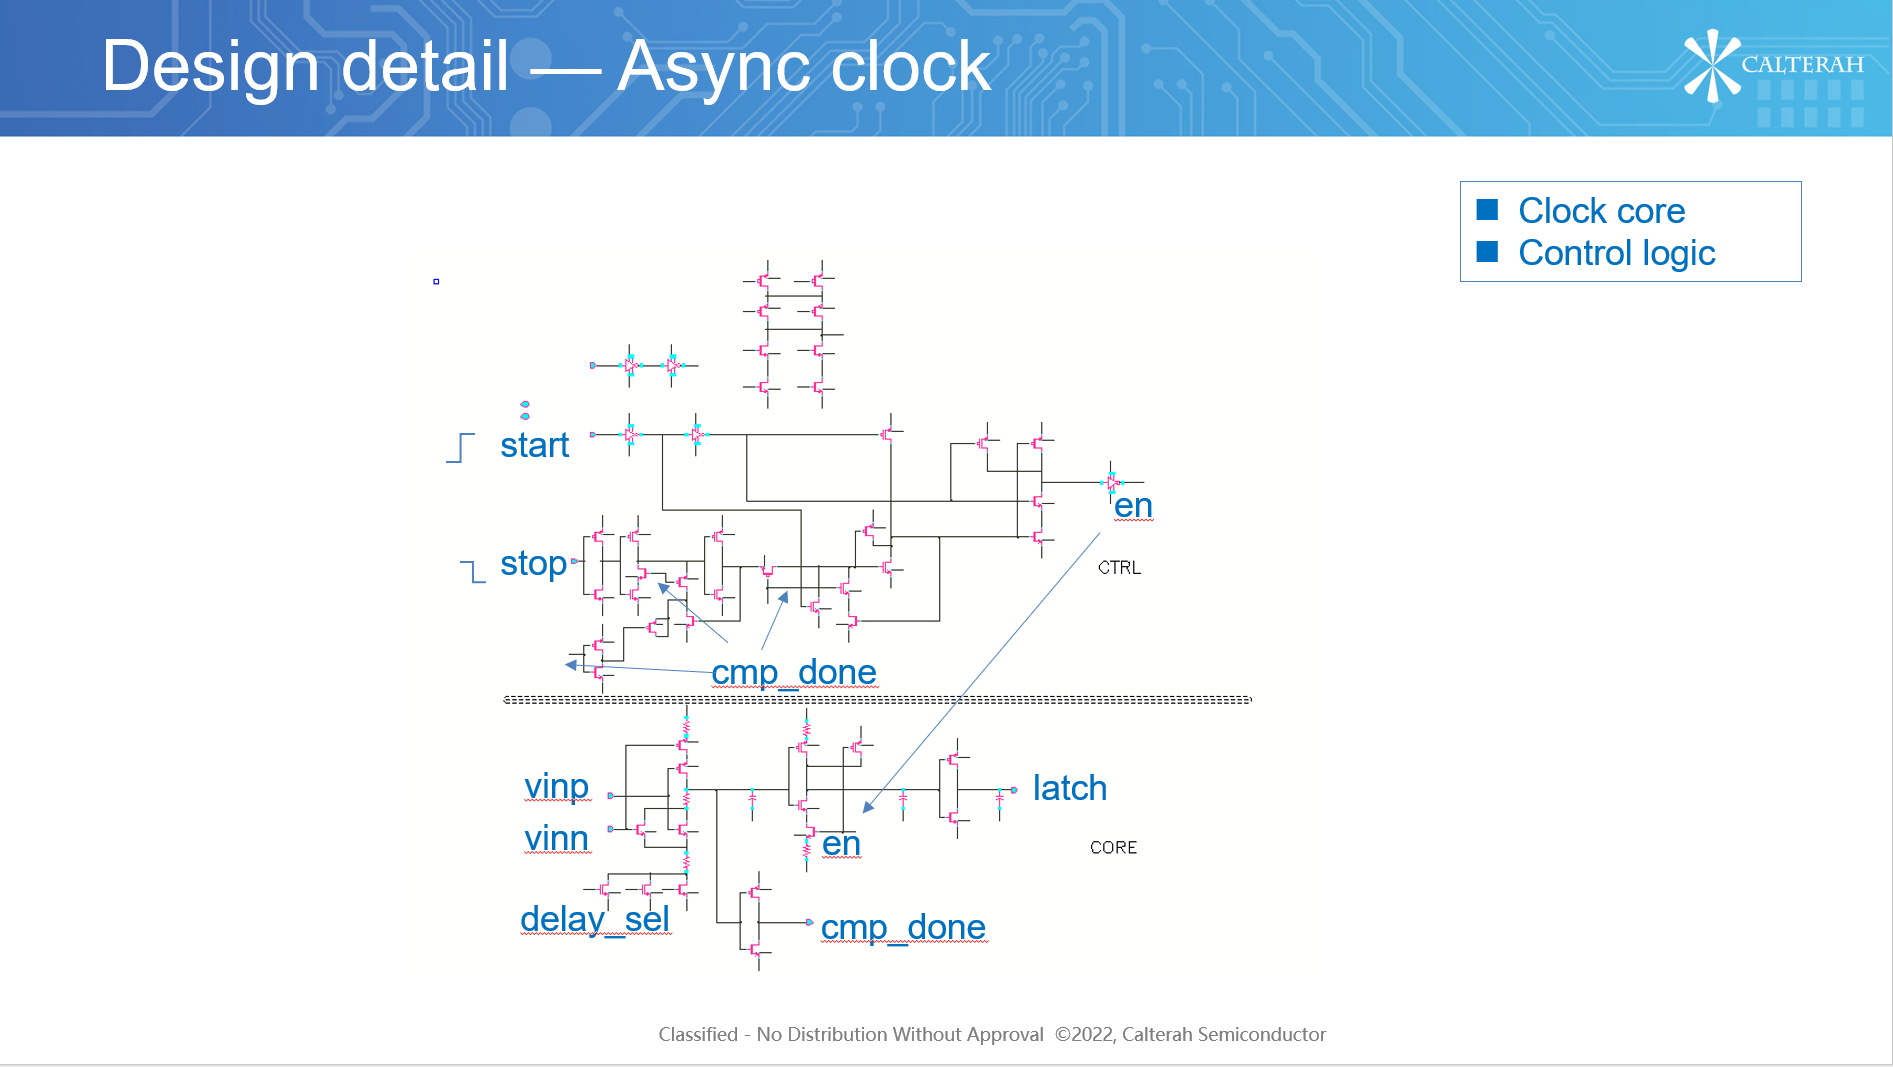 Design detail — Async clock
CALTERAH
■ Clock core
■ Control logic
start
en
stop
CTRL
cmp_done
vinp
latch
vinn
en
CORE
delay_sel
cmp_done
Classified - No Distribution Without Approval ©2022, Calterah Semiconductor